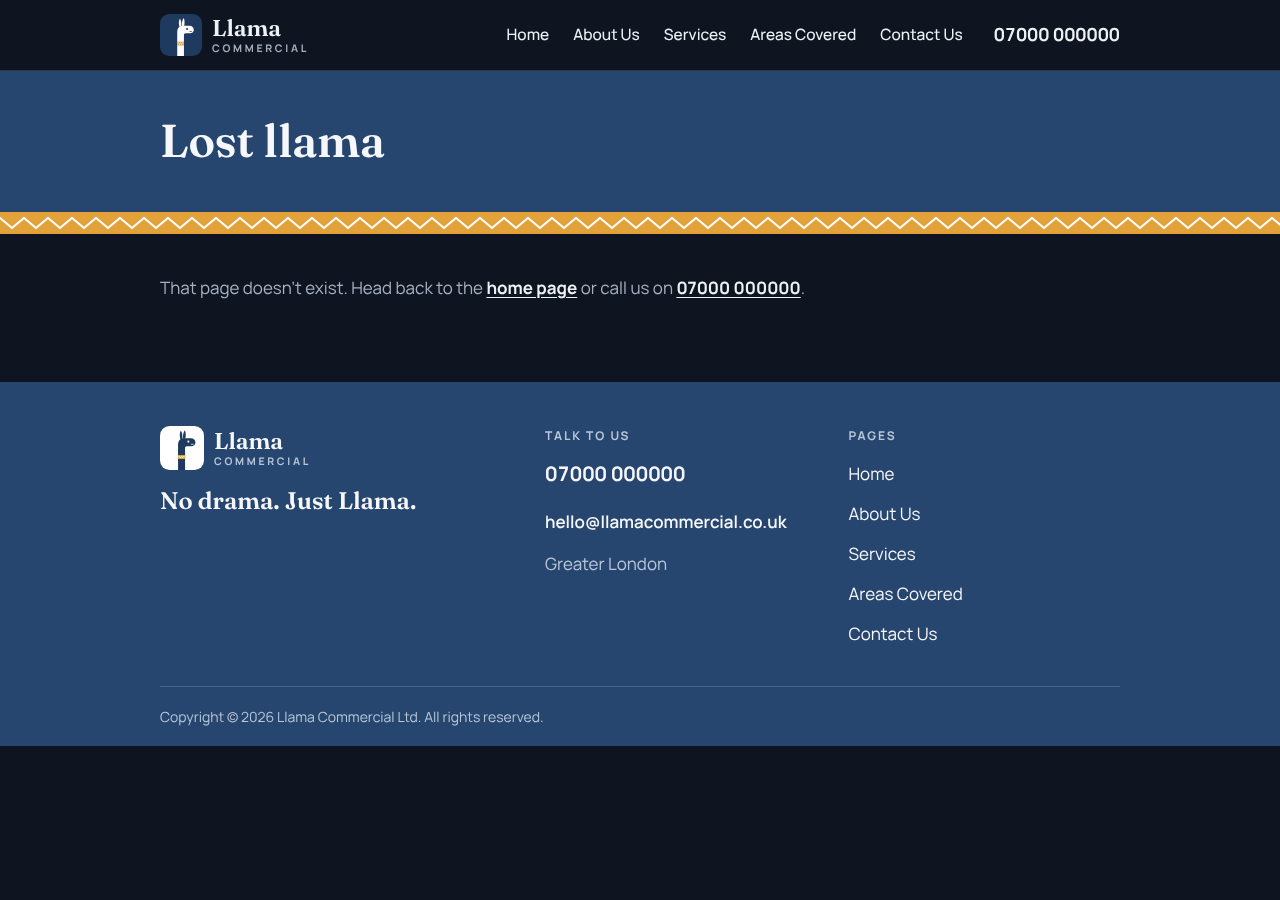 Llama
COMMERCIAL
Home About Us Services Areas Covered Contact Us 07000 000000
Lost llama
That page doesn't exist. Head back to the home page or call us on 07000 000000.
Llama
COMMERCIAL
No drama. Just Llama.
TALK TO US
07000 000000
hello@llamacommercial.co.uk
Greater London
PAGES
Home
About Us
Services
Areas Covered
Contact Us
Copyright © 2026 Llama Commercial Ltd. All rights reserved.